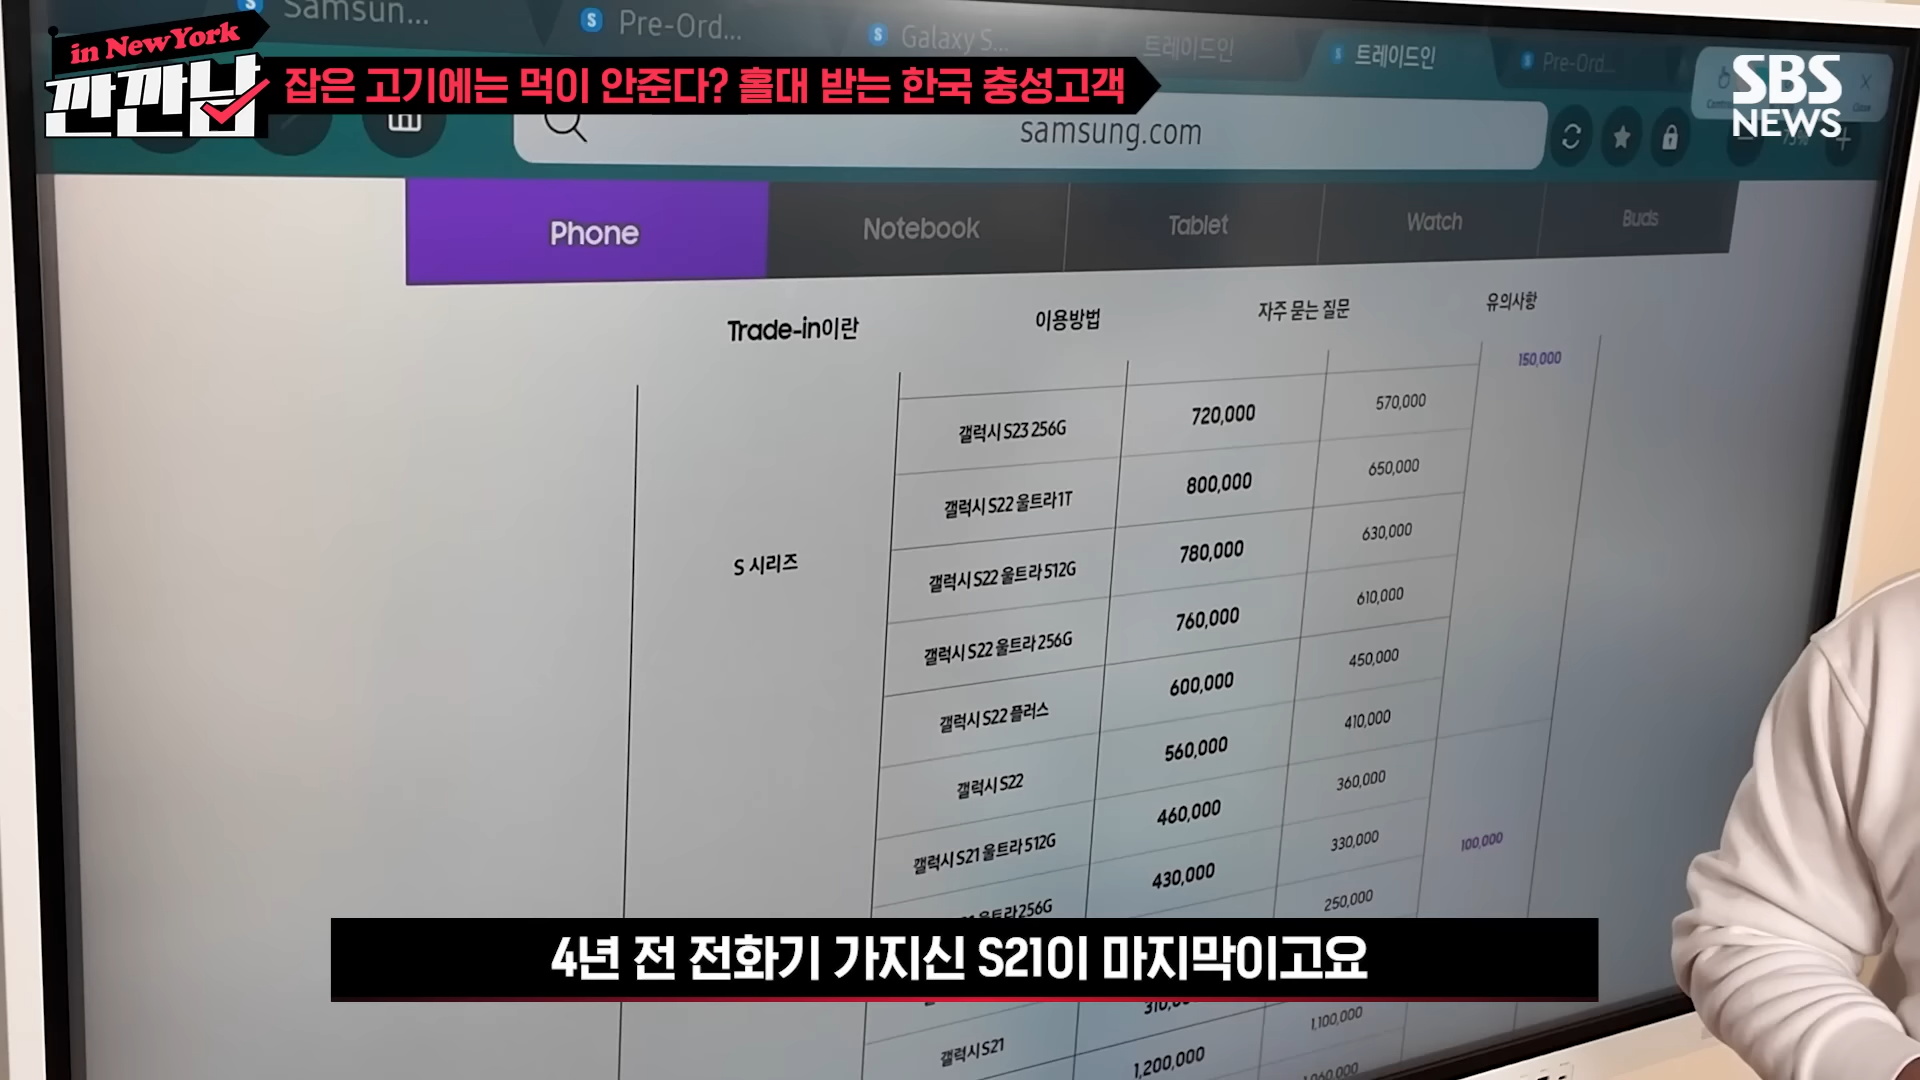 Samsun...
Pre-Ord...
Galaxy S...
트레이드인
트레이드인
Pre-Ord...
in New York
깐깐남
잡은 고기에는 먹이 안준다? 홀대 받는 한국 충성고객
SBS
NEWS
samsung.com
75%
Phone
Notebook
Tablet
Watch
Buds
Trade-in이란
이용방법
자주 묻는 질문
유의사항
150,000
갤럭시 S23 256G
720,000
570,000
갤럭시 S22 울트라 1T
800,000
650,000
S 시리즈
갤럭시 S22 울트라 512G
780,000
630,000
갤럭시 S22 울트라 256G
760,000
610,000
갤럭시 S22 플러스
600,000
450,000
갤럭시 S22
560,000
410,000
갤럭시 S21 울트라 512G
460,000
360,000
울트라 256G
430,000
330,000
100,000
250,000
4년 전 전화기 가지신 S21이 마지막이고요
갤럭시 S21
1,100,000
1,200,000